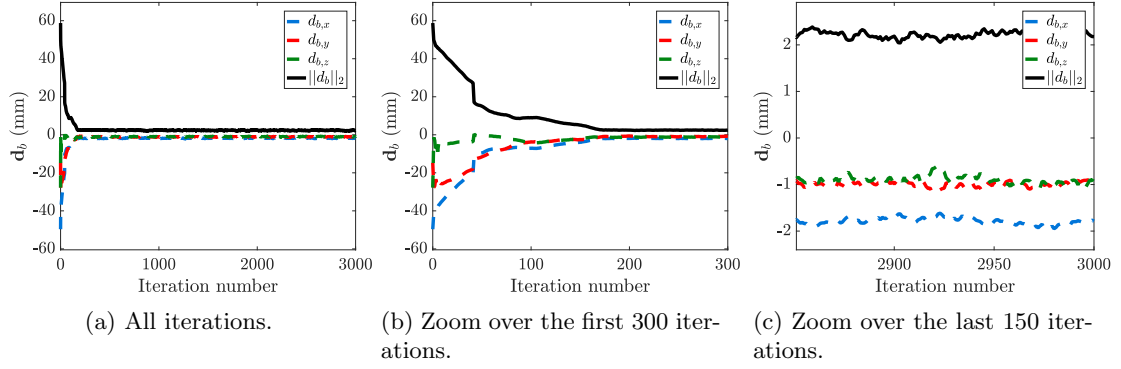 60
40
20
0
-20
-40
-60
d_b (mm)
0 1000 2000 3000
Iteration number
d_{b,x}
d_{b,y}
d_{b,z}
||d_b||_2
60
40
20
0
-20
-40
-60
d_b (mm)
0 100 200 300
Iteration number
d_{b,x}
d_{b,y}
d_{b,z}
||d_b||_2
2
1
0
-1
-2
d_b (mm)
2900 2950 3000
Iteration number
d_{b,x}
d_{b,y}
d_{b,z}
||d_b||_2
(a) All iterations.
(b) Zoom over the first 300 iter-
ations.
(c) Zoom over the last 150 iter-
ations.